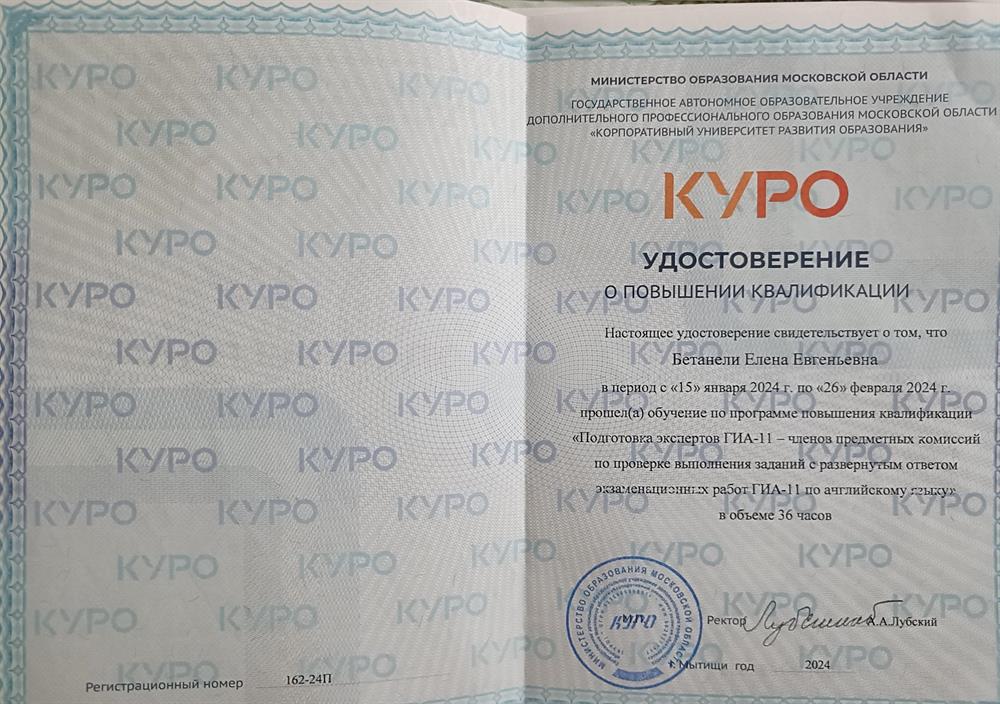 МИНИСТЕРСТВО ОБРАЗОВАНИЯ МОСКОВСКОЙ ОБЛАСТИ
ГОСУДАРСТВЕННОЕ АВТОНОМНОЕ ОБРАЗОВАТЕЛЬНОЕ УЧРЕЖДЕНИЕ
ДОПОЛНИТЕЛЬНОГО ПРОФЕССИОНАЛЬНОГО ОБРАЗОВАНИЯ МОСКОВСКОЙ ОБЛАСТИ
«КОРПОРАТИВНЫЙ УНИВЕРСИТЕТ РАЗВИТИЯ ОБРАЗОВАНИЯ»
КУРО
УДОСТОВЕРЕНИЕ
О ПОВЫШЕНИИ КВАЛИФИКАЦИИ
Настоящее удостоверение свидетельствует о том, что
Бетанели Елена Евгеньевна
в период с «15» января 2024 г. по «26» февраля 2024 г.
прошел(а) обучение по программе повышения квалификации
«Подготовка экспертов ГИА-11 – членов предметных комиссий
по проверке выполнения заданий с развернутым ответом
экзаменационных работ ГИА-11 по английскому языку»
в объеме 36 часов
МИНИСТЕРСТВО ОБРАЗОВАНИЯ МОСКОВСКОЙ ОБЛАСТИ
КУРО
Ректор А.А.Лубский
г. Мытищи год 2024
Регистрационный номер 162-24П